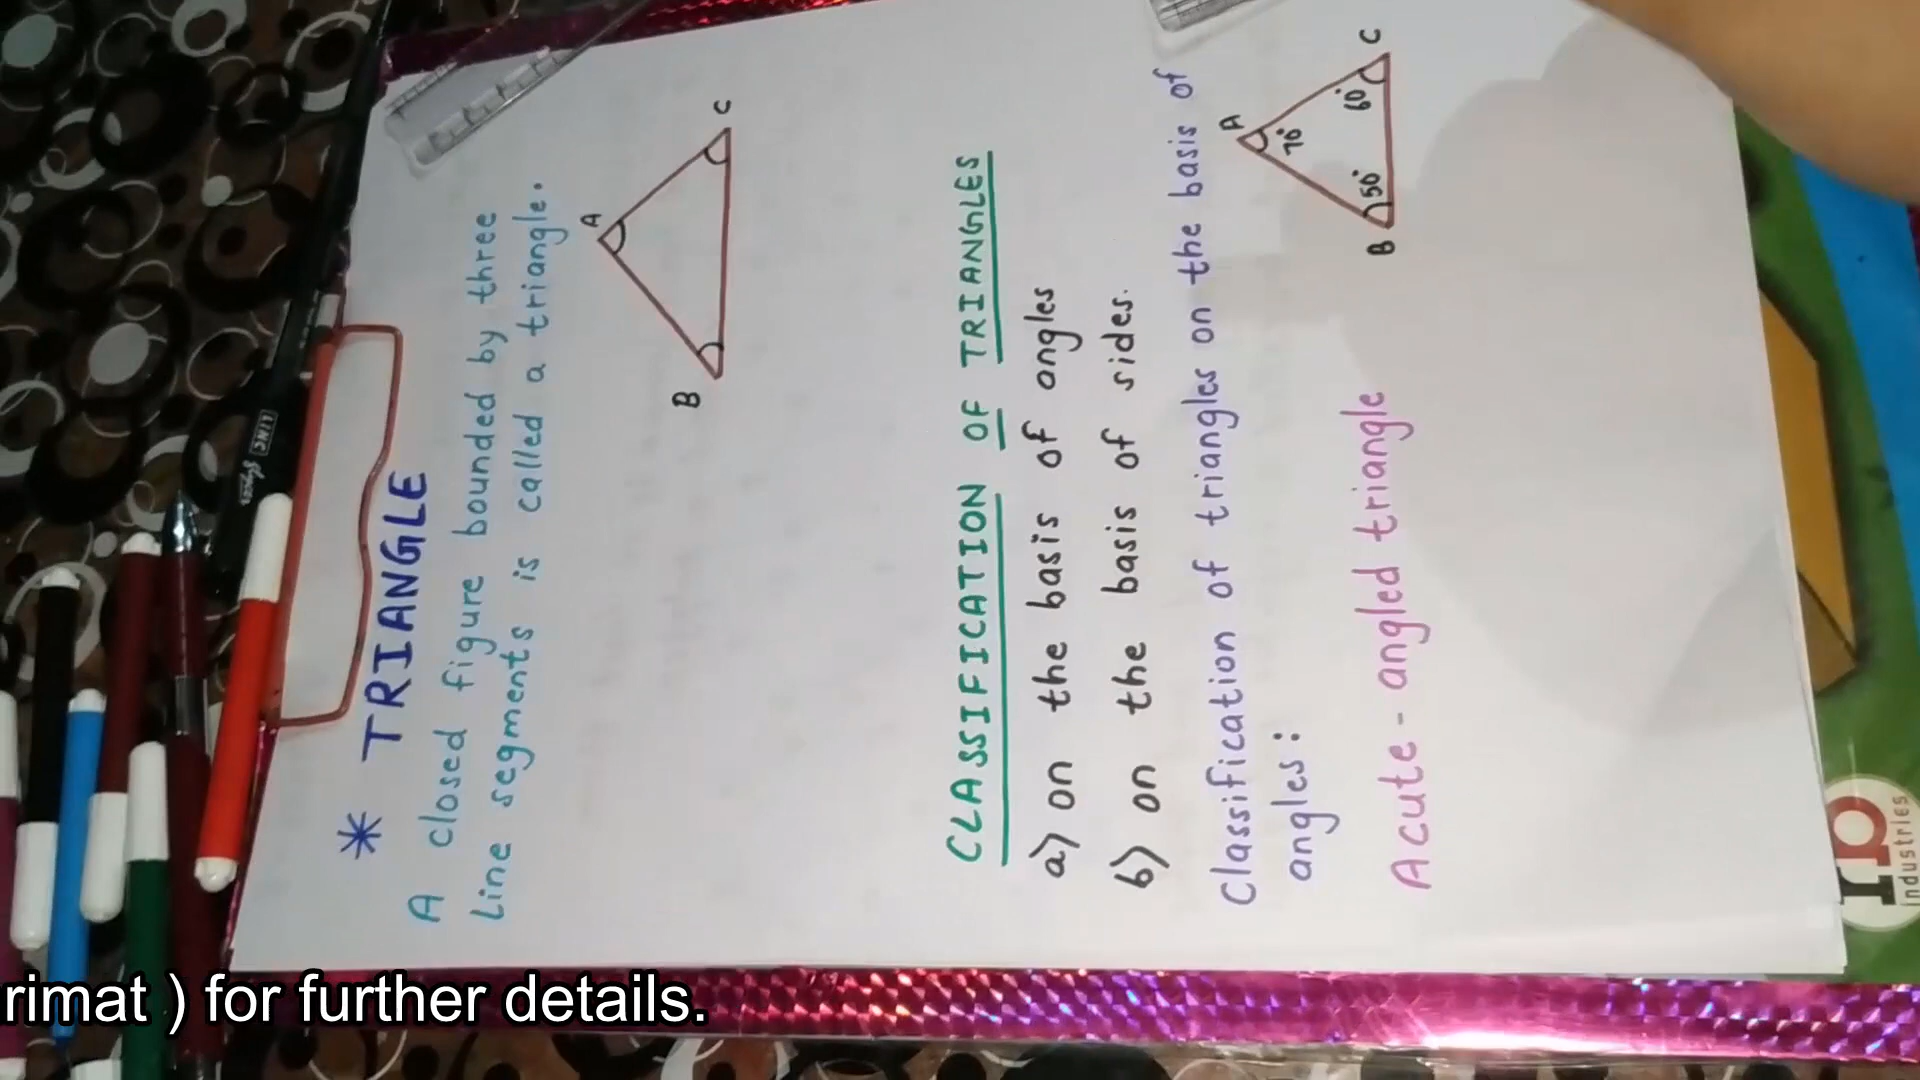 * TRIANGLE
A closed figure bounded by three
Line segments is called a triangle.
A
B
C
CLASSIFICATION OF TRIANGLES
a) on the basis of angles
b) on the basis of sides.
Classification of triangles on the basis of
angles:
Acute-angled triangle
A
70°
B
50°
60°
C
LINC
Industries
rimat ) for further details.